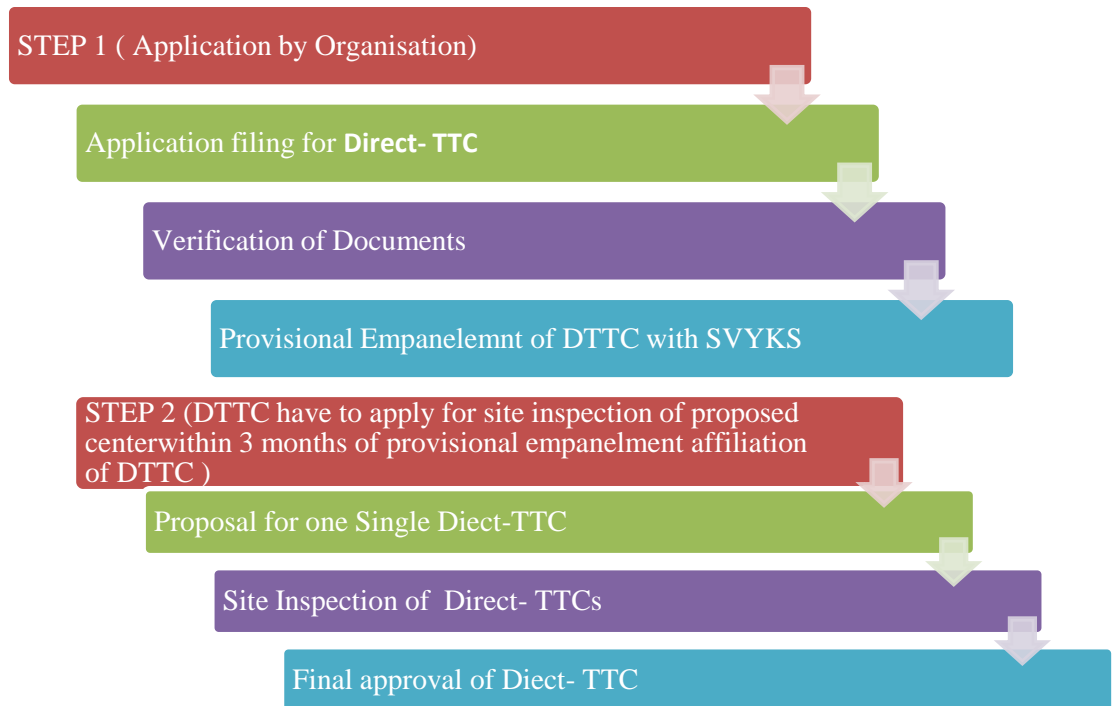 STEP 1 ( Application by Organisation)
Application filing for Direct- TTC
Verification of Documents
Provisional Empanelemnt of DTTC with SVYKS
STEP 2 (DTTC have to apply for site inspection of proposed
centerwithin 3 months of provisional empanelment affiliation
of DTTC )
Proposal for one Single Diect-TTC
Site Inspection of Direct- TTCs
Final approval of Diect- TTC